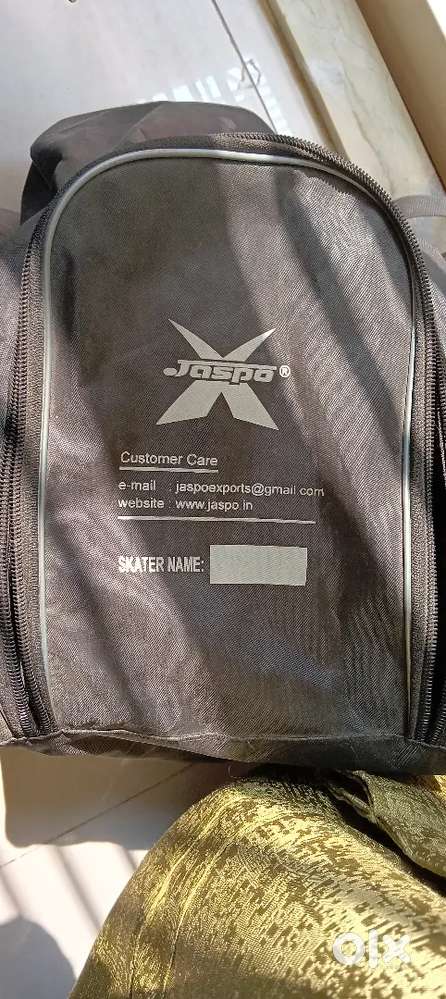 Jaspo®
Customer Care
e-mail : jaspoexports@gmail.com
website : www.jaspo.in
SKATER NAME:
olx